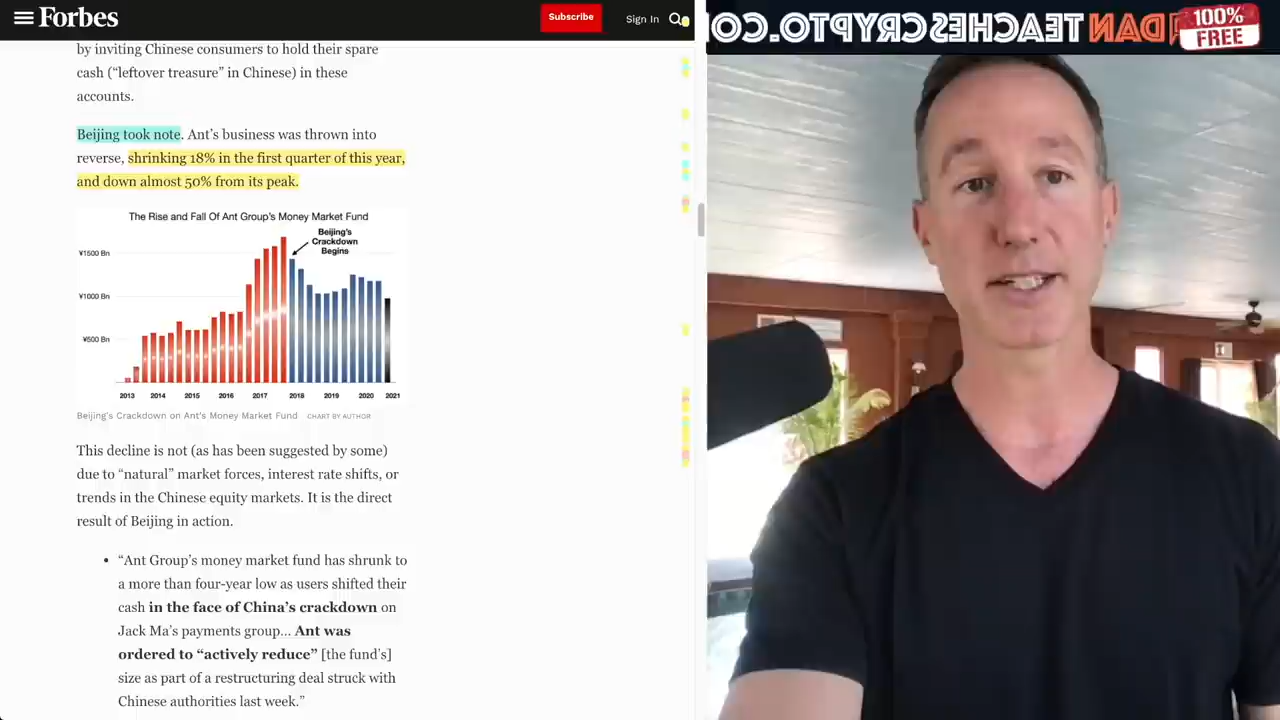 Forbes
Subscribe
Sign In
by inviting Chinese consumers to hold their spare
cash (“leftover treasure” in Chinese) in these
accounts.
Beijing took note. Ant’s business was thrown into
reverse, shrinking 18% in the first quarter of this year,
and down almost 50% from its peak.
The Rise and Fall Of Ant Group's Money Market Fund
Beijing's
Crackdown
Begins
¥1500 Bn
¥1000 Bn
¥500 Bn
2013 2014 2015 2016 2017 2018 2019 2020 2021
Beijing's Crackdown on Ant's Money Market Fund CHART BY AUTHOR
This decline is not (as has been suggested by some)
due to “natural” market forces, interest rate shifts, or
trends in the Chinese equity markets. It is the direct
result of Beijing in action.
• “Ant Group’s money market fund has shrunk to
a more than four-year low as users shifted their
cash in the face of China’s crackdown on
Jack Ma’s payments group... Ant was
ordered to “actively reduce” [the fund’s]
size as part of a restructuring deal struck with
Chinese authorities last week.”
DAN TEACHES CRYPTO.CO
100%
FREE